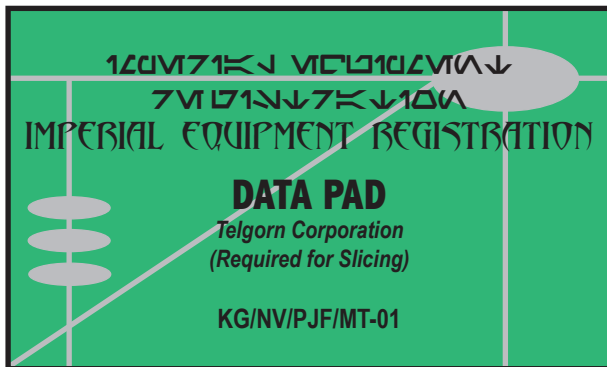 IMPERIAL EQUIPMENT REGISTRATION
DATA PAD
Telgorn Corporation
(Required for Slicing)
KG/NV/PJF/MT-01